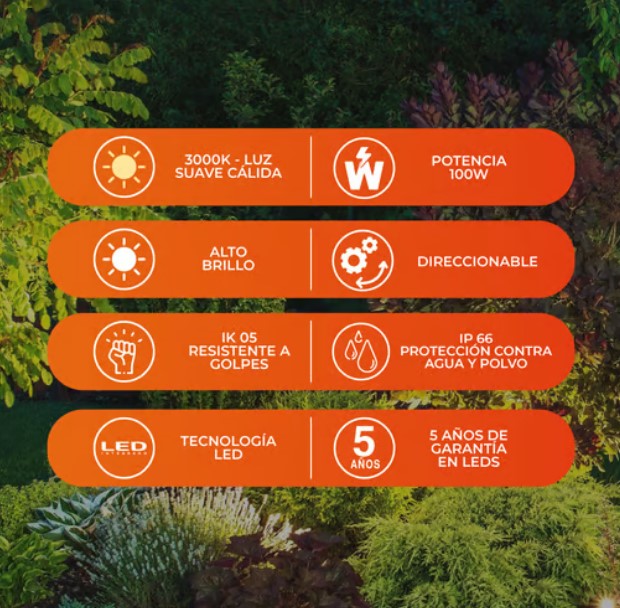 3000K - LUZ
SUAVE CÁLIDA
W
POTENCIA
100W
ALTO
BRILLO
DIRECCIONABLE
IK 05
RESISTENTE A
GOLPES
IP 66
PROTECCIÓN CONTRA
AGUA Y POLVO
LED
INTEGRADO
TECNOLOGÍA
LED
5
AÑOS
5 AÑOS DE
GARANTÍA
EN LEDS